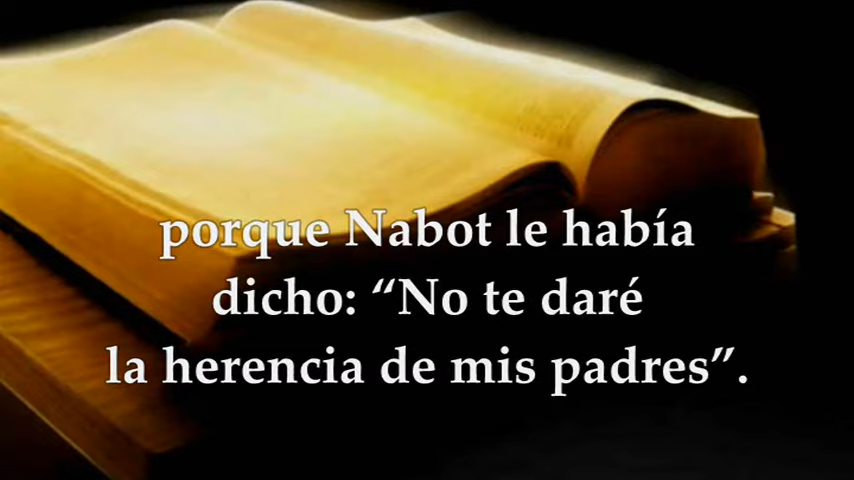 porque Nabot le había
dicho: “No te daré
la herencia de mis padres”.